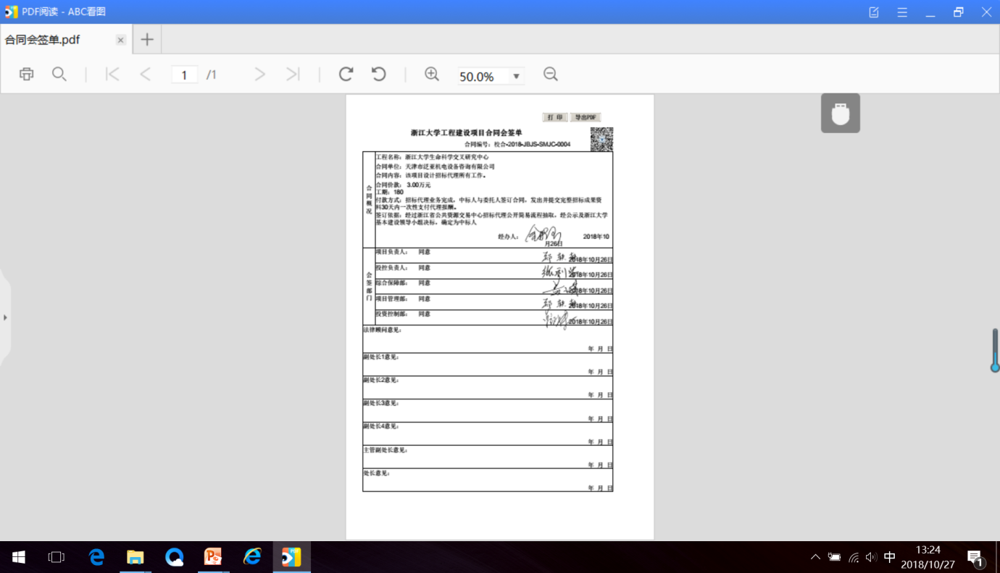 PDF阅读 - ABC看图
合同会签单.pdf
1 /1
50.0%
打 印 导出PDF
浙江大学工程建设项目合同会签单
合同编号：校合-2018-JBJS-SMJC-0004
合同概况
工程名称：浙江大学生命科学交叉研究中心
合同单位：天津市泛亚机电设备咨询有限公司
合同内容：该项目设计招标代理所有工作。
合同价款： 3.00万元
工期：180
付款方式：招标代理业务完成，中标人与委托人签订合同，发出并提交完整招标成果资
料30天内一次性支付代理报酬。
签订依据：经过浙江省公共资源交易中心招标代理公开简易流程抽取，经公示及浙江大学
基本建设领导小组决标，确定为中标人
经办人： 2018年10
月26日
会签部门
项目负责人： 同意 2018年10月26日
投控负责人： 同意 2018年10月26日
综合保障部： 同意 2018年10月26日
项目管理部： 同意 2018年10月26日
投资控制部： 同意 2018年10月26日
法律顾问意见：
年 月 日
副处长1意见：
年 月 日
副处长2意见：
年 月 日
副处长3意见：
年 月 日
副处长4意见：
年 月 日
主管副处长意见：
年 月 日
处长意见：
年 月 日
中
13:24
2018/10/27
1